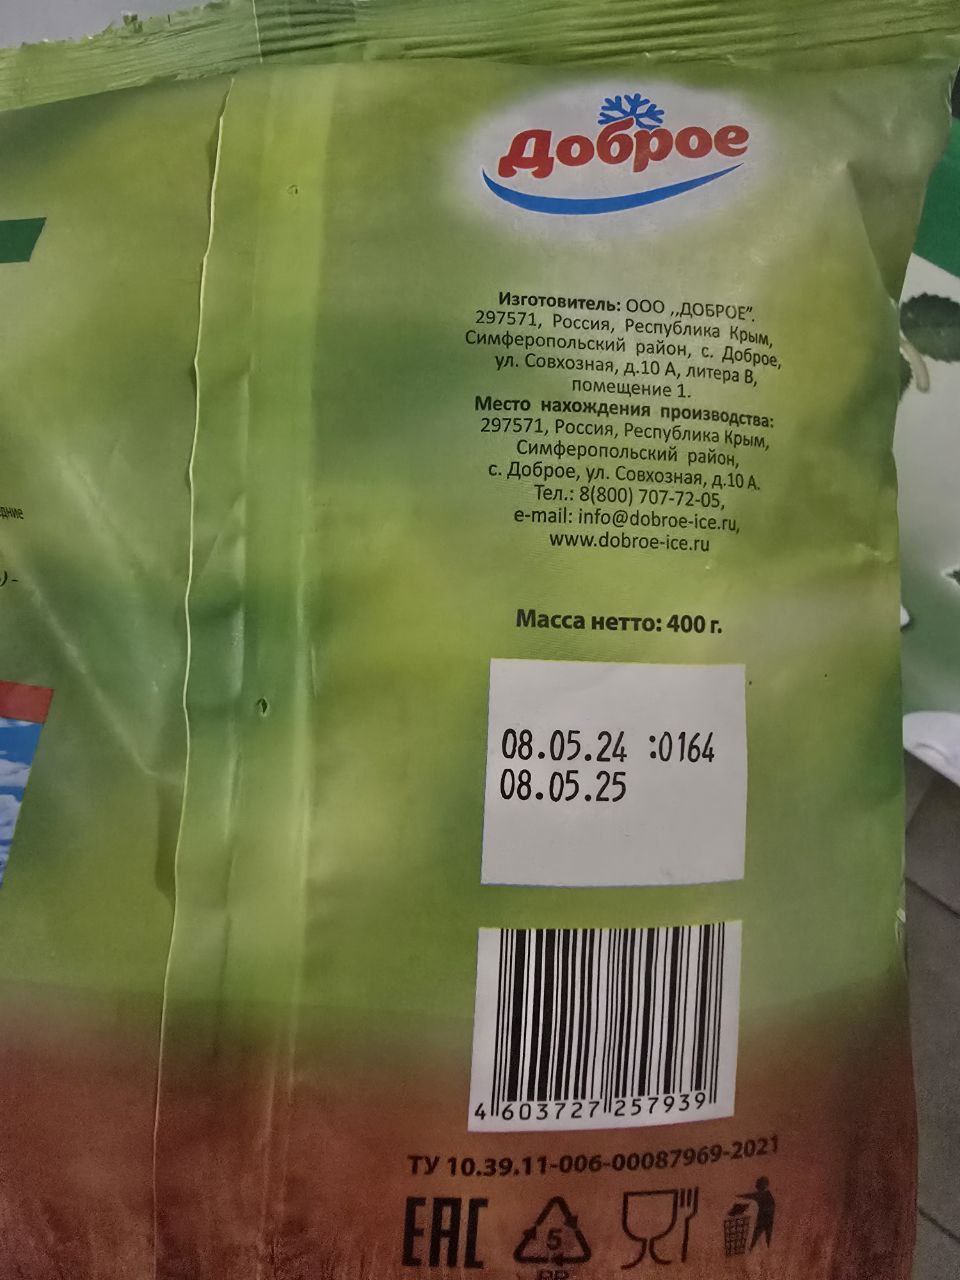 Доброе
Изготовитель: ООО ,,ДОБРОЕ".
297571, Россия, Республика Крым,
Симферопольский район, с. Доброе,
ул. Совхозная, д.10 А, литера В,
помещение 1.
Место нахождения производства:
297571, Россия, Республика Крым,
Симферопольский район,
с. Доброе, ул. Совхозная, д.10 А.
Тел.: 8(800) 707-72-05,
e-mail: info@dobroe-ice.ru,
www.dobroe-ice.ru
Масса нетто: 400 г.
08.05.24 :0164
08.05.25
4 603727 257939
ТУ 10.39.11-006-00087969-2021
EAC
5
PP